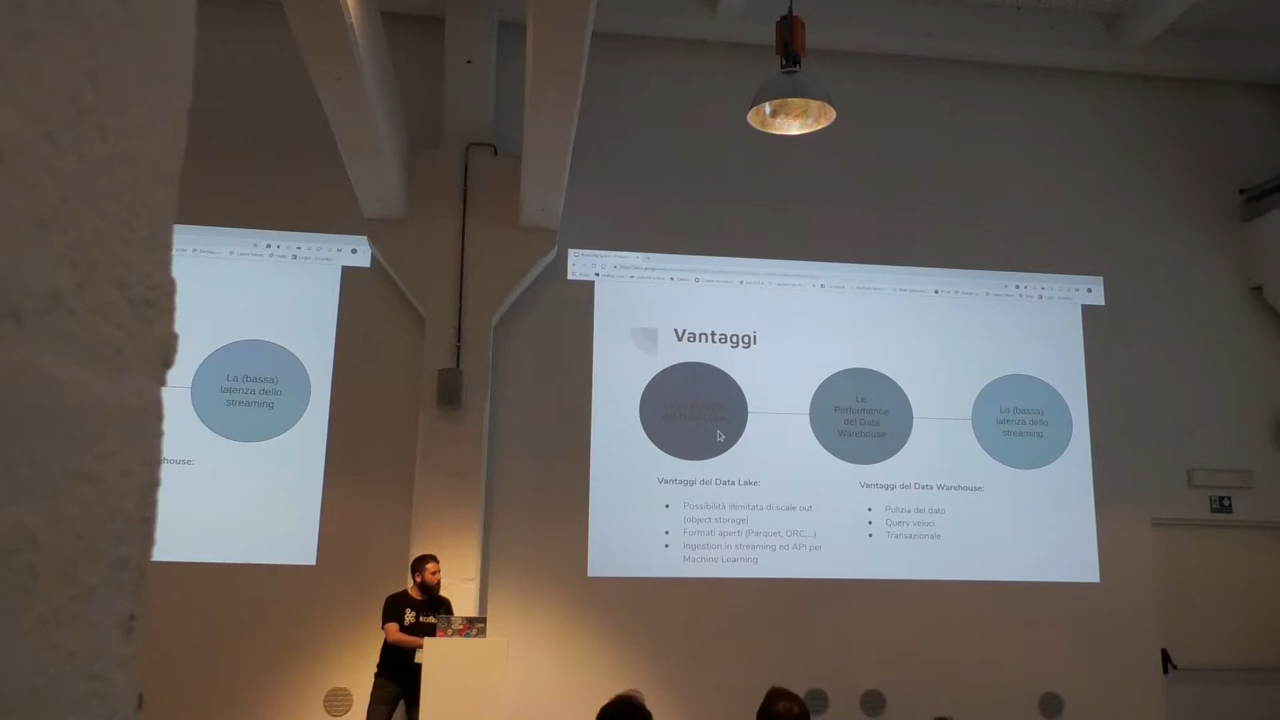 La (bassa)
latenza dello
streaming
house:
Vantaggi
Le
Performance
del Data
Warehouse
La (bassa)
latenza dello
streaming
Vantaggi del Data Lake:
Possibilità illimitata di scale out
(object storage)
Formati aperti (Parquet, ORC,...)
Ingestion in streaming ed API per
Machine Learning
Vantaggi del Data Warehouse:
Pulizia del dato
Query veloci
Transazionale
kafka